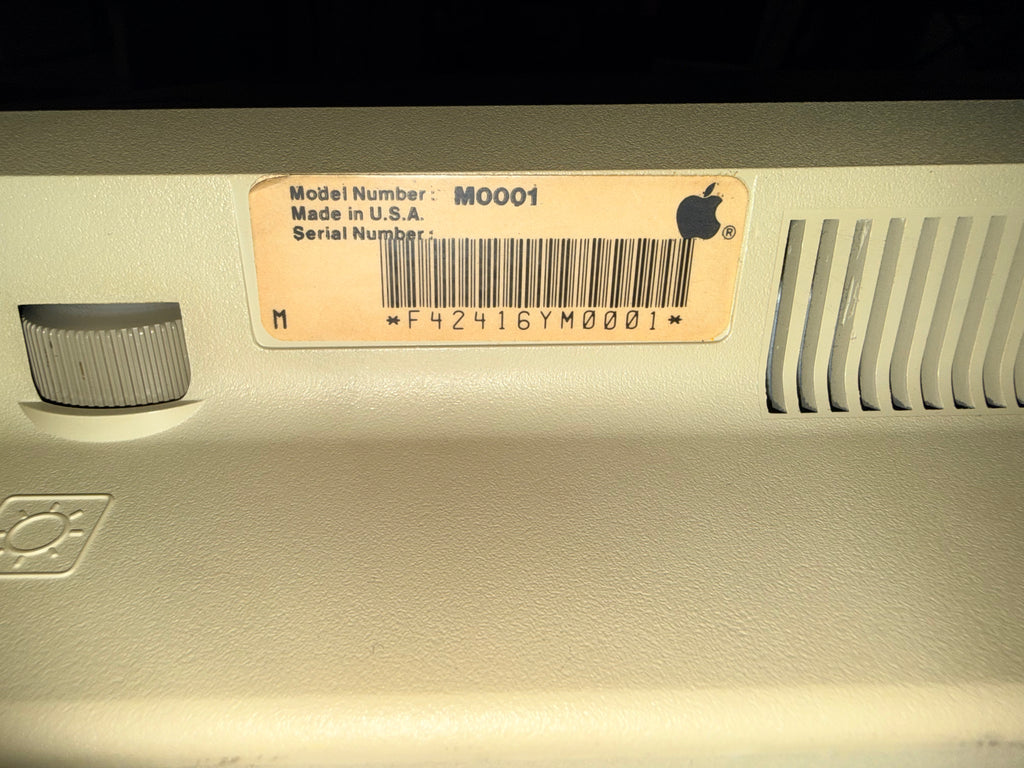 Model Number: M0001
Made in U.S.A.
Serial Number:
M *F42416YM0001*
®